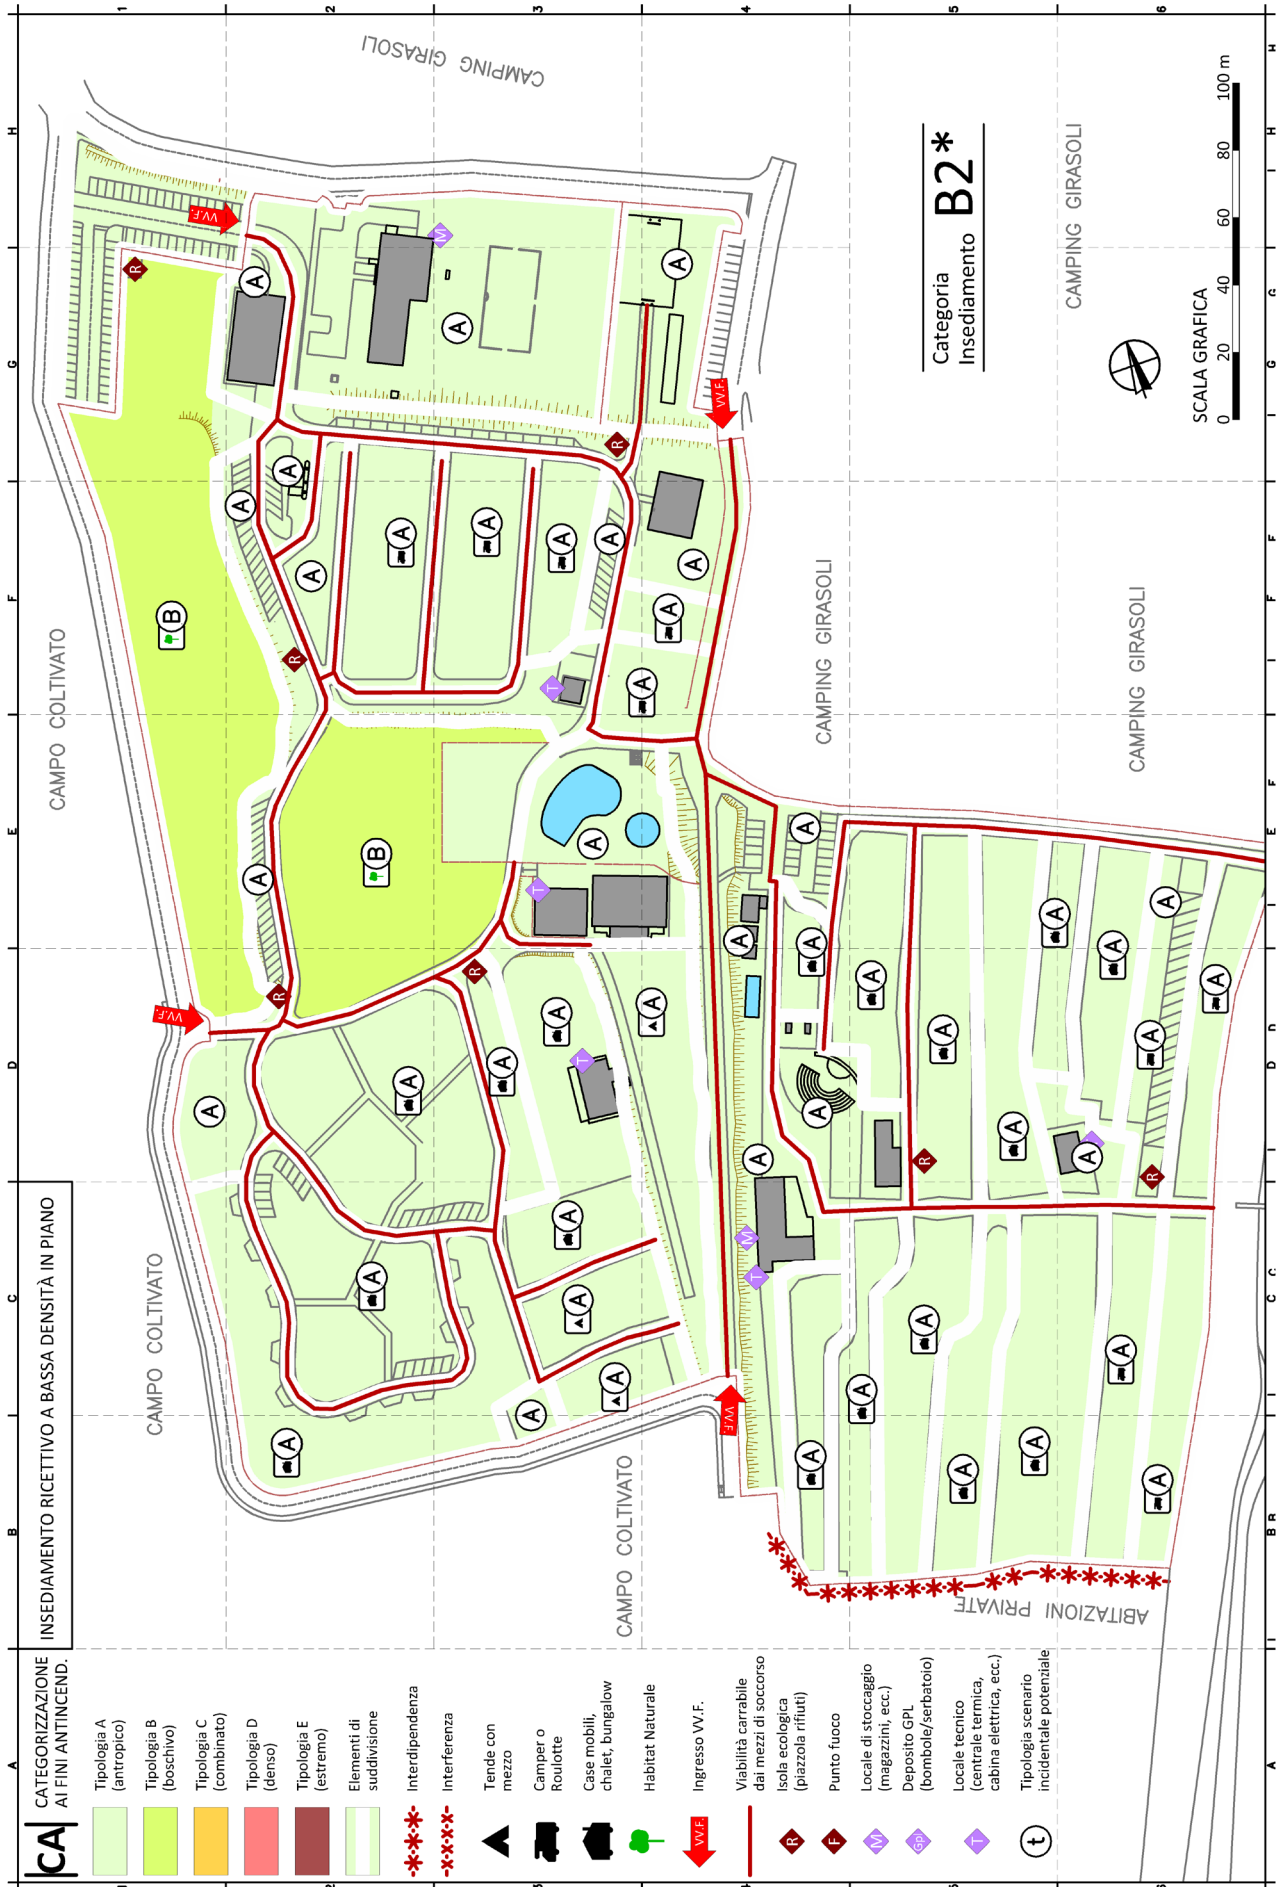 CA
CATEGORIZZAZIONE
AI FINI ANTINCEND.
INSEDIAMENTO RICETTIVO A BASSA DENSITÀ IN PIANO
Tipologia A
(antropico)
Tipologia B
(boschivo)
Tipologia C
(combinato)
Tipologia D
(denso)
Tipologia E
(estremo)
Elementi di
suddivisione
Interdipendenza
Interferenza
Tende con
mezzo
Camper o
Roulotte
Case mobili,
chalet, bungalow
Habitat Naturale
VV.F.
Ingresso VV.F.
Viabilità carrabile
dai mezzi di soccorso
R
Isola ecologica
(piazzola rifiuti)
F
Punto fuoco
M
Locale di stoccaggio
(magazzini, ecc.)
Gpl
Deposito GPL
(bombole/serbatoio)
T
Locale tecnico
(centrale termica,
cabina elettrica, ecc.)
t
Tipologia scenario
incidentale potenziale
CAMPO COLTIVATO
CAMPO COLTIVATO
CAMPO COLTIVATO
CAMPING GIRASOLI
CAMPING GIRASOLI
CAMPING GIRASOLI
CAMPING GIRASOLI
ABITAZIONI PRIVATE
Categoria
Insediamento B2*
SCALA GRAFICA
0 20 40 60 80 100 m